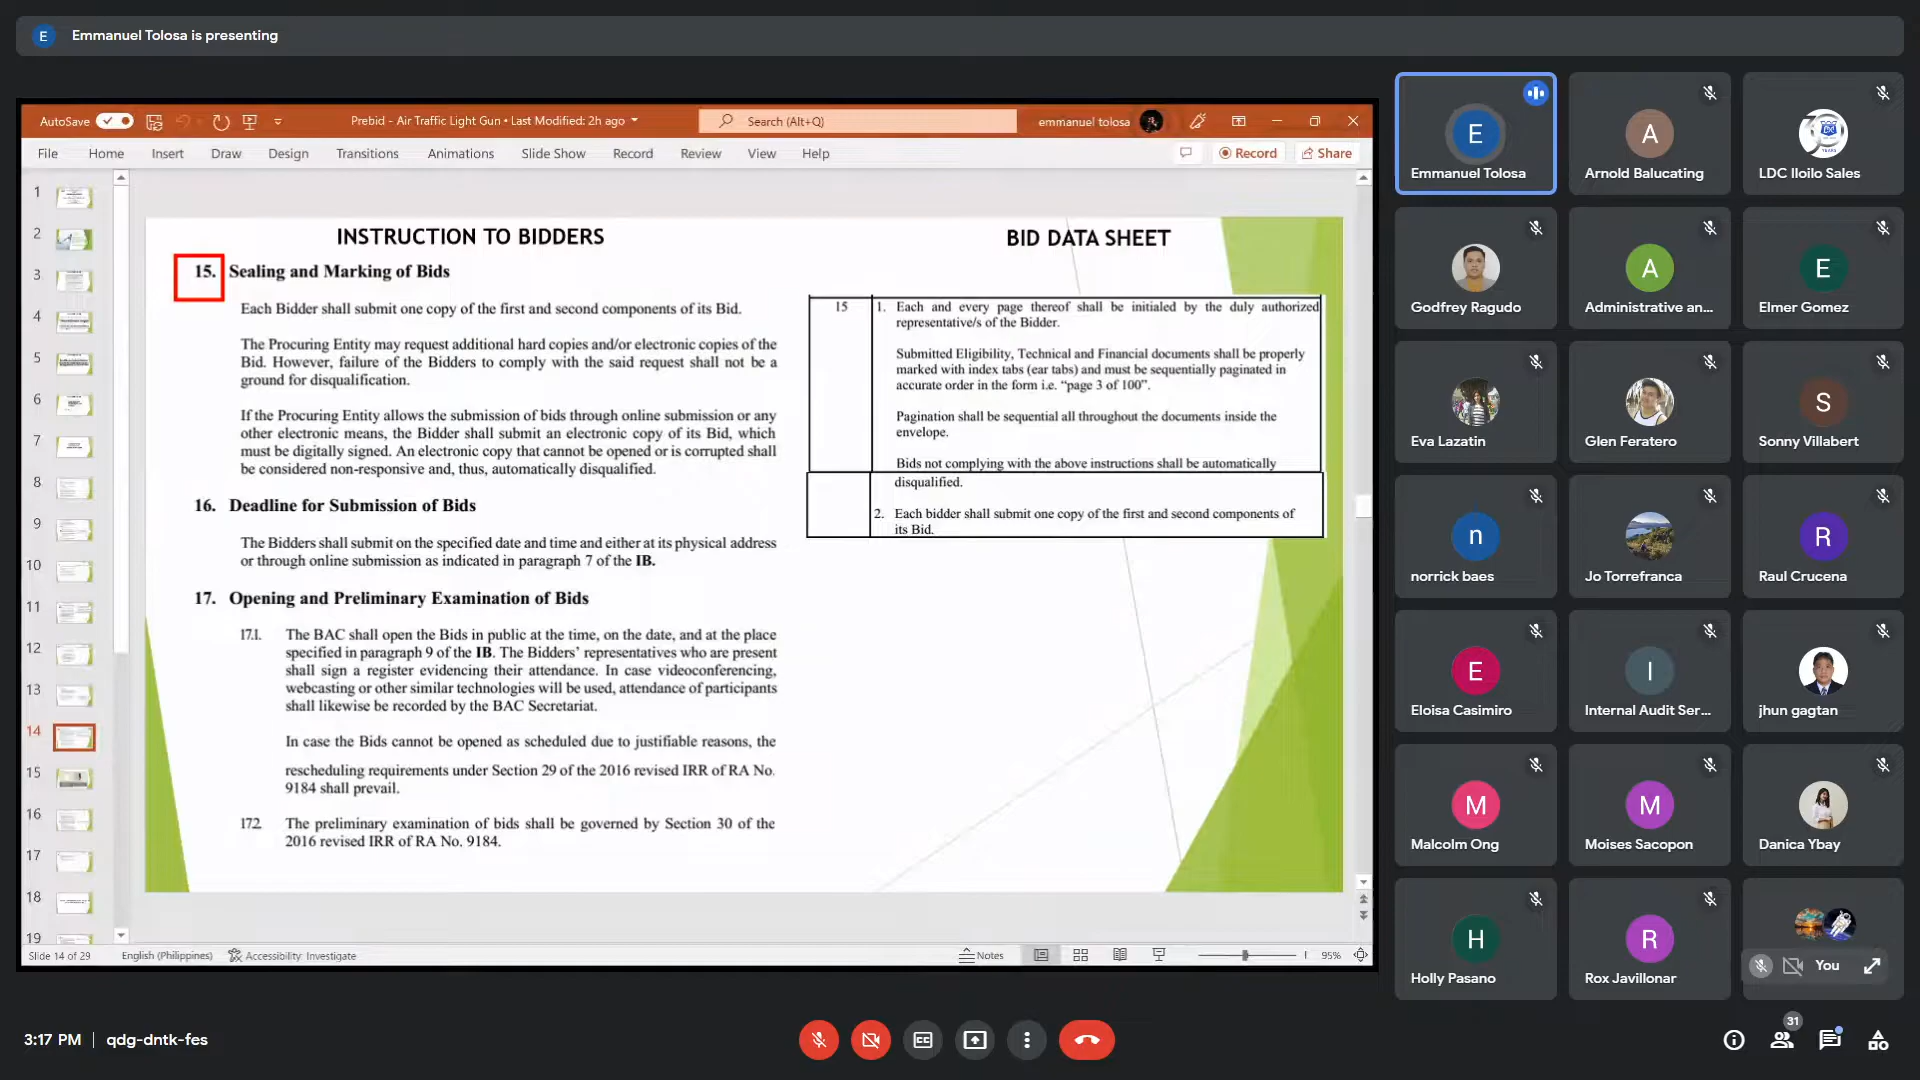 E Emmanuel Tolosa is presenting
AutoSave
Prebid - Air Traffic Light Gun • Last Modified: 2h ago
Search (Alt+Q)
emmanuel tolosa
File Home Insert Draw Design Transitions Animations Slide Show Record Review View Help
Record
Share
1
2
3
4
5
6
7
8
9
10
11
12
13
14
15
16
17
18
19
INSTRUCTION TO BIDDERS
15. Sealing and Marking of Bids
Each Bidder shall submit one copy of the first and second components of its Bid.
The Procuring Entity may request additional hard copies and/or electronic copies of the
Bid. However, failure of the Bidders to comply with the said request shall not be a
ground for disqualification.
If the Procuring Entity allows the submission of bids through online submission or any
other electronic means, the Bidder shall submit an electronic copy of its Bid, which
must be digitally signed. An electronic copy that cannot be opened or is corrupted shall
be considered non-responsive and, thus, automatically disqualified.
16. Deadline for Submission of Bids
The Bidders shall submit on the specified date and time and either at its physical address
or through online submission as indicated in paragraph 7 of the IB.
17. Opening and Preliminary Examination of Bids
17.1. The BAC shall open the Bids in public at the time, on the date, and at the place
specified in paragraph 9 of the IB. The Bidders' representatives who are present
shall sign a register evidencing their attendance. In case videoconferencing,
webcasting or other similar technologies will be used, attendance of participants
shall likewise be recorded by the BAC Secretariat.
In case the Bids cannot be opened as scheduled due to justifiable reasons, the
rescheduling requirements under Section 29 of the 2016 revised IRR of RA No.
9184 shall prevail.
17.2. The preliminary examination of bids shall be governed by Section 30 of the
2016 revised IRR of RA No. 9184.
BID DATA SHEET
15
1. Each and every page thereof shall be initialed by the duly authorized
representative/s of the Bidder.
Submitted Eligibility, Technical and Financial documents shall be properly
marked with index tabs (ear tabs) and must be sequentially paginated in
accurate order in the form i.e. “page 3 of 100”.
Pagination shall be sequential all throughout the documents inside the
envelope.
Bids not complying with the above instructions shall be automatically
disqualified.
2. Each bidder shall submit one copy of the first and second components of
its Bid.
Slide 14 of 29
English (Philippines)
Accessibility: Investigate
Notes
95%
E
Emmanuel Tolosa
A
Arnold Balucating
LDC Iloilo Sales
Godfrey Ragudo
A
Administrative an...
E
Elmer Gomez
Eva Lazatin
Glen Feratero
S
Sonny Villabert
n
norrick baes
Jo Torrefranca
R
Raul Crucena
E
Eloisa Casimiro
I
Internal Audit Ser...
jhun gagtan
M
Malcolm Ong
M
Moises Sacopon
Danica Ybay
H
Holly Pasano
R
Rox Javillonar
You
3:17 PM | qdg-dntk-fes
31